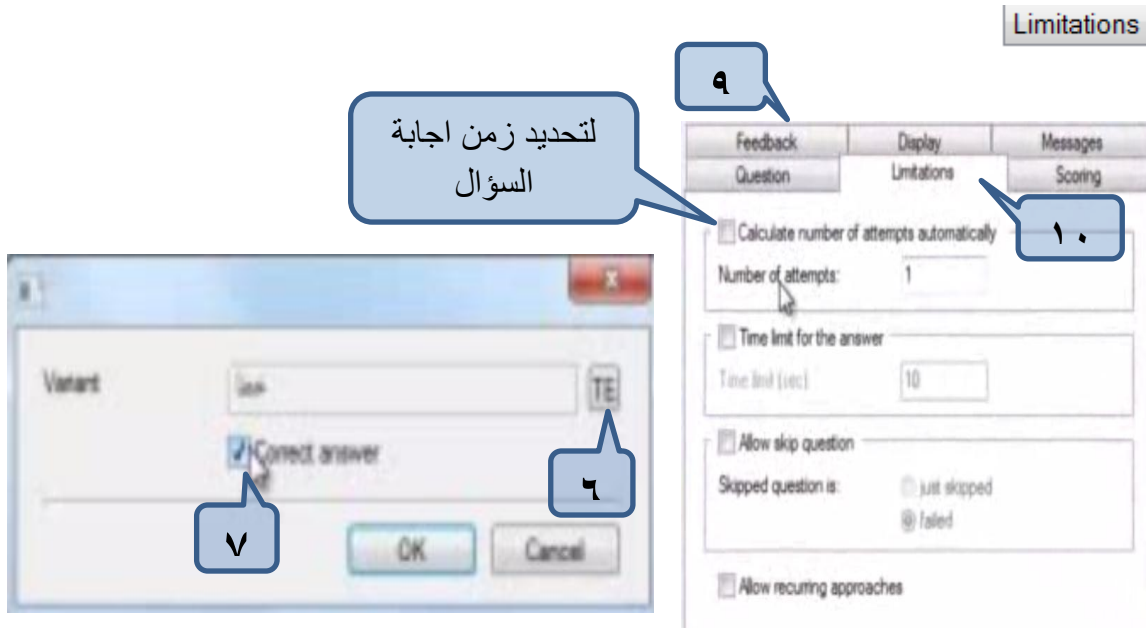 Limitations
٩
لتحديد زمن اجابة
السؤال
Feedback Display Messages
Question Limitations Scoring
١٠
Calculate number of attempts automatically
Number of attempts: 1
Time limit for the answer
Time limit (sec) 10
Allow skip question
Skipped question is: just skipped
failed
Allow recurring approaches
Variant TE
Correct answer
٦
٧
OK Cancel